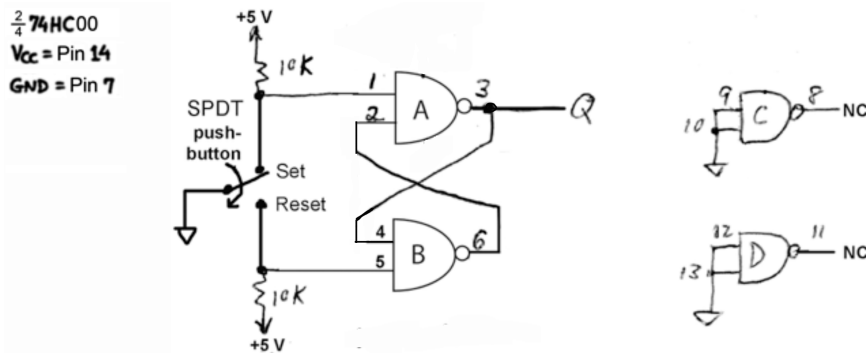 2/4 74HC00
Vcc = Pin 14
GND = Pin 7
+5 V
10K
SPDT
push-
button
Set
Reset
1
2
A
3
Q
4
5
B
6
10K
+5 V
9
10
C
8
NC
12
13
D
11
NC